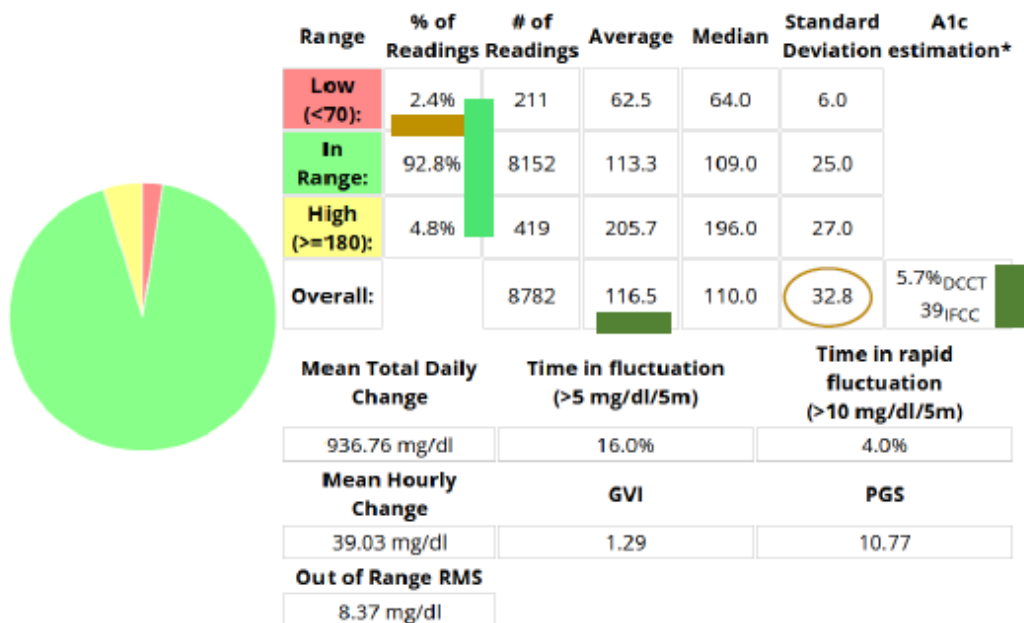 Range % of Readings # of Readings Average Median Standard Deviation A1c estimation*
Low (<70): 2.4% 211 62.5 64.0 6.0
In Range: 92.8% 8152 113.3 109.0 25.0
High (>=180): 4.8% 419 205.7 196.0 27.0
Overall: 8782 116.5 110.0 32.8 5.7%DCCT 39IFCC
Mean Total Daily Change Time in fluctuation (>5 mg/dl/5m) Time in rapid fluctuation (>10 mg/dl/5m)
936.76 mg/dl 16.0% 4.0%
Mean Hourly Change GVI PGS
39.03 mg/dl 1.29 10.77
Out of Range RMS
8.37 mg/dl